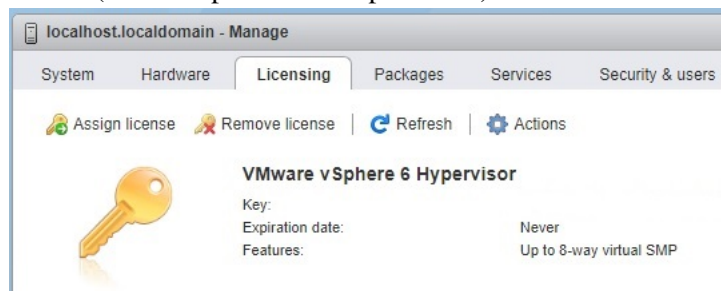 localhost.localdomain - Manage
System Hardware Licensing Packages Services Security & users
Assign license Remove license Refresh Actions
VMware vSphere 6 Hypervisor
Key:
Expiration date: Never
Features: Up to 8-way virtual SMP